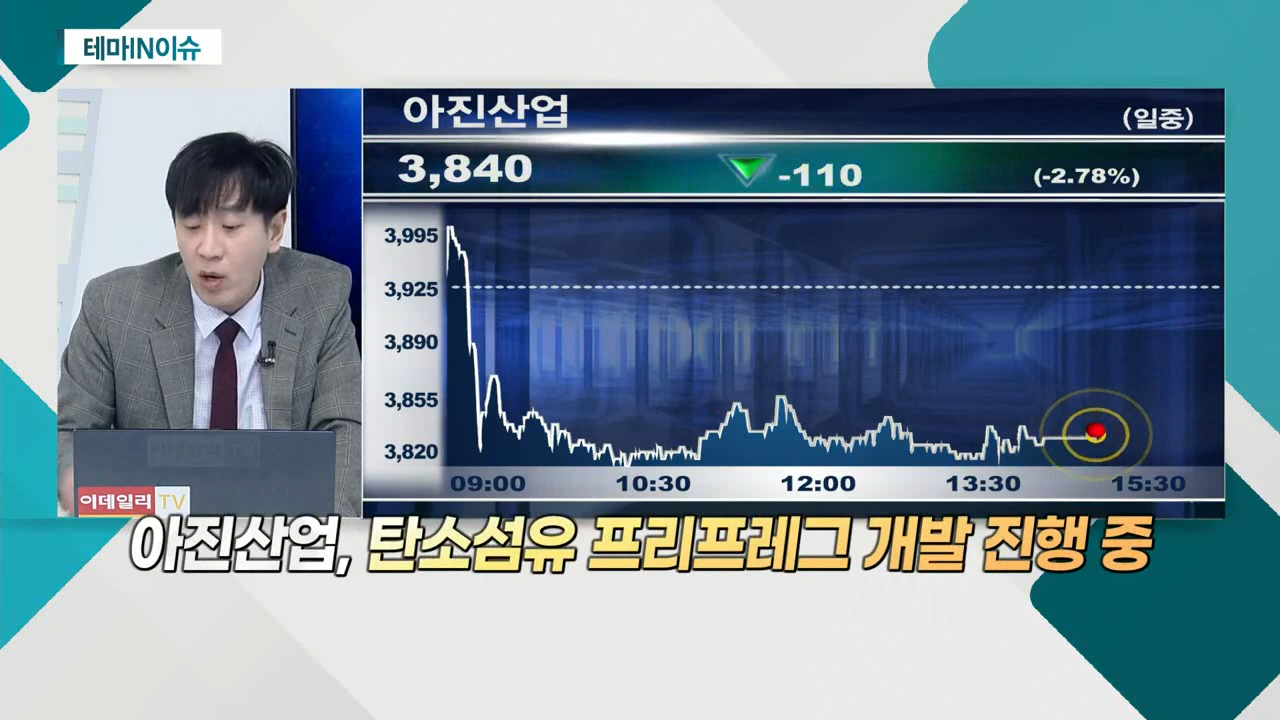 테마IN이슈
아진산업
(일중)
3,840 -110 (-2.78%)
3,995
3,925
3,890
3,855
3,820
09:00 10:30 12:00 13:30 15:30
이데일리 TV
아진산업, 탄소섬유 프리프레그 개발 진행 중